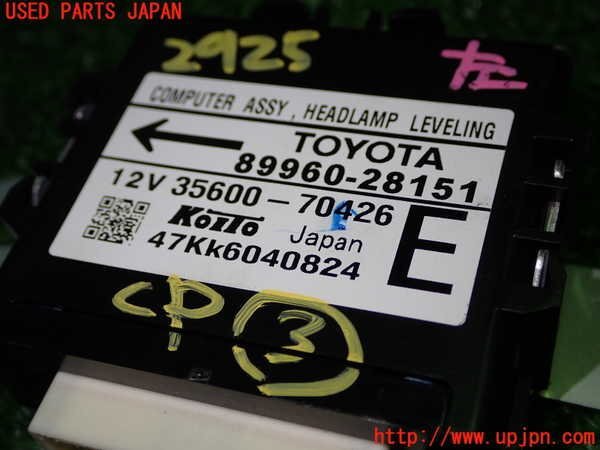 USED PARTS JAPAN
2925
左
COMPUTER ASSY, HEADLAMP LEVELING
TOYOTA
89960-28151
12V 35600-70426
KOITO Japan
E
47Kk6040824
CP ③
http://www.upjpn.com/